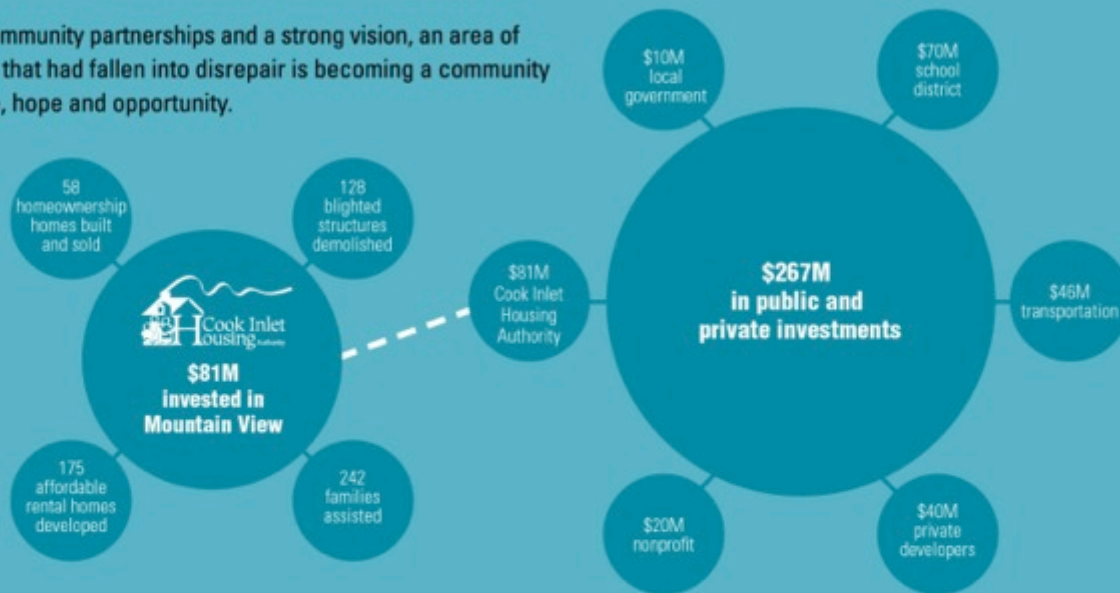 mmunity partnerships and a strong vision, an area of
that had fallen into disrepair is becoming a community
, hope and opportunity.
58
homeownership
homes built
and sold
128
blighted
structures
demolished
Cook Inlet
Housing
Authority
$81M
invested in
Mountain View
175
affordable
rental homes
developed
242
families
assisted
$81M
Cook Inlet
Housing
Authority
$10M
local
government
$70M
school
district
$267M
in public and
private investments
$46M
transportation
$20M
nonprofit
$40M
private
developers